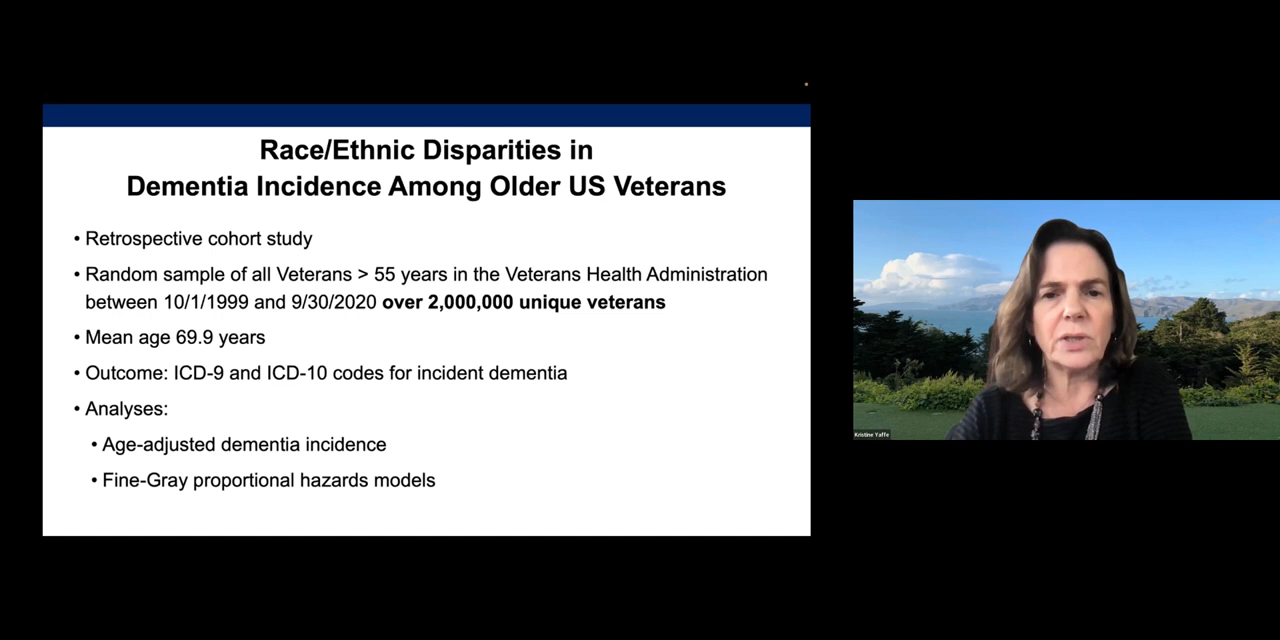 Race/Ethnic Disparities in
Dementia Incidence Among Older US Veterans
• Retrospective cohort study
• Random sample of all Veterans > 55 years in the Veterans Health Administration
between 10/1/1999 and 9/30/2020 over 2,000,000 unique veterans
• Mean age 69.9 years
• Outcome: ICD-9 and ICD-10 codes for incident dementia
• Analyses:
• Age-adjusted dementia incidence
• Fine-Gray proportional hazards models
Kristine Yaffe